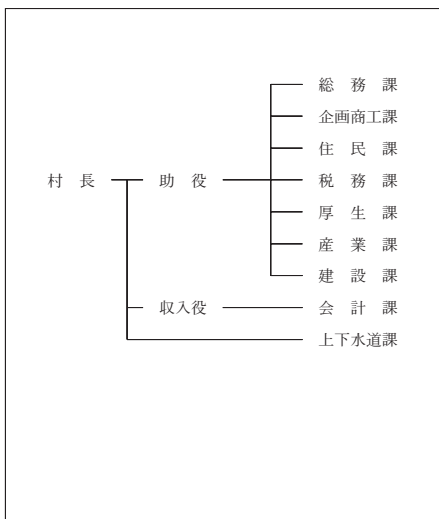 総務課
企画商工課
住民課
村長 助役 税務課
厚生課
産業課
建設課
収入役 会計課
上下水道課